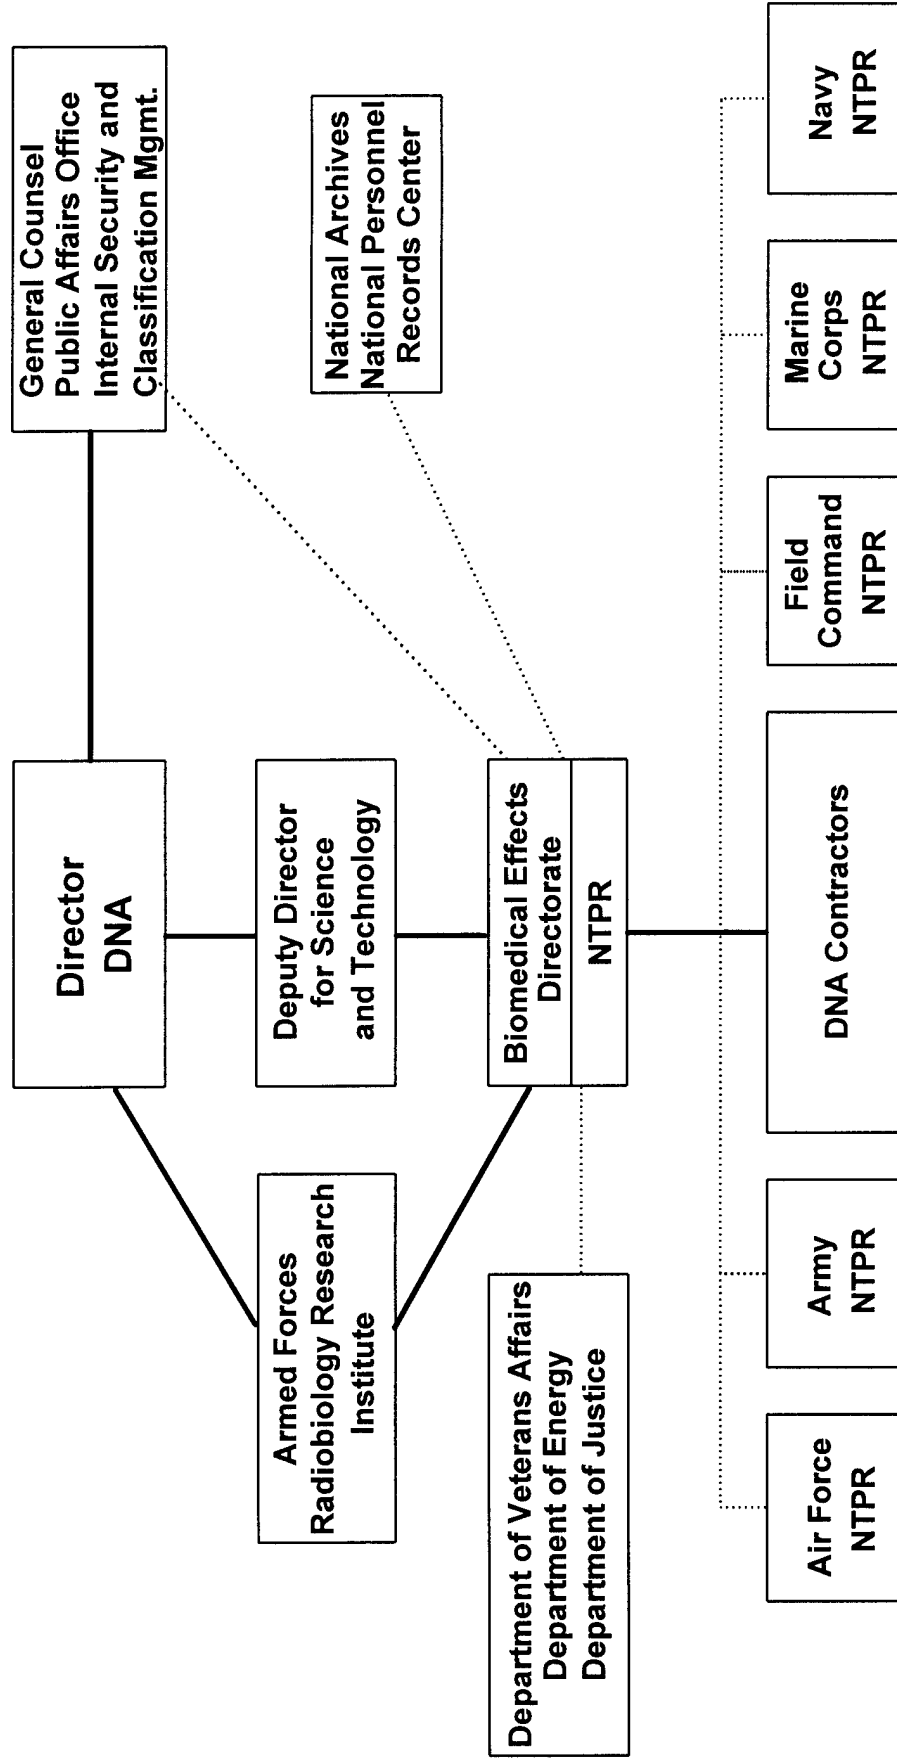 Director
DNA
General Counsel
Public Affairs Office
Internal Security and
Classification Mgmt.
Armed Forces
Radiobiology Research
Institute
Deputy Director
for Science
and Technology
National Archives
National Personnel
Records Center
Department of Veterans Affairs
Department of Energy
Department of Justice
Biomedical Effects
Directorate
NTPR
Air Force
NTPR
Army
NTPR
DNA Contractors
Field
Command
NTPR
Marine
Corps
NTPR
Navy
NTPR